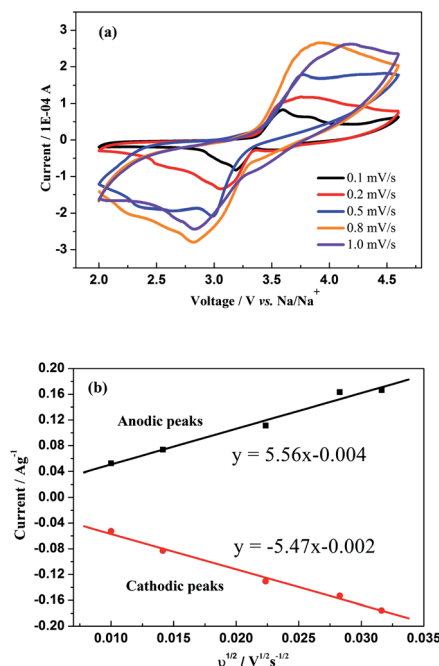 (a)
Current / 1E-04 A
3
2
1
0
-1
-2
-3
0.1 mV/s
0.2 mV/s
0.5 mV/s
0.8 mV/s
1.0 mV/s
2.0 2.5 3.0 3.5 4.0 4.5
Voltage / V vs. Na/Na⁺
(b)
Current / Ag⁻¹
0.20
0.16
0.12
0.08
0.04
0.00
-0.04
-0.08
-0.12
-0.16
-0.20
Anodic peaks
y = 5.56x-0.004
y = -5.47x-0.002
Cathodic peaks
0.010 0.015 0.020 0.025 0.030 0.035
υ¹/² / V¹/²s⁻¹/²